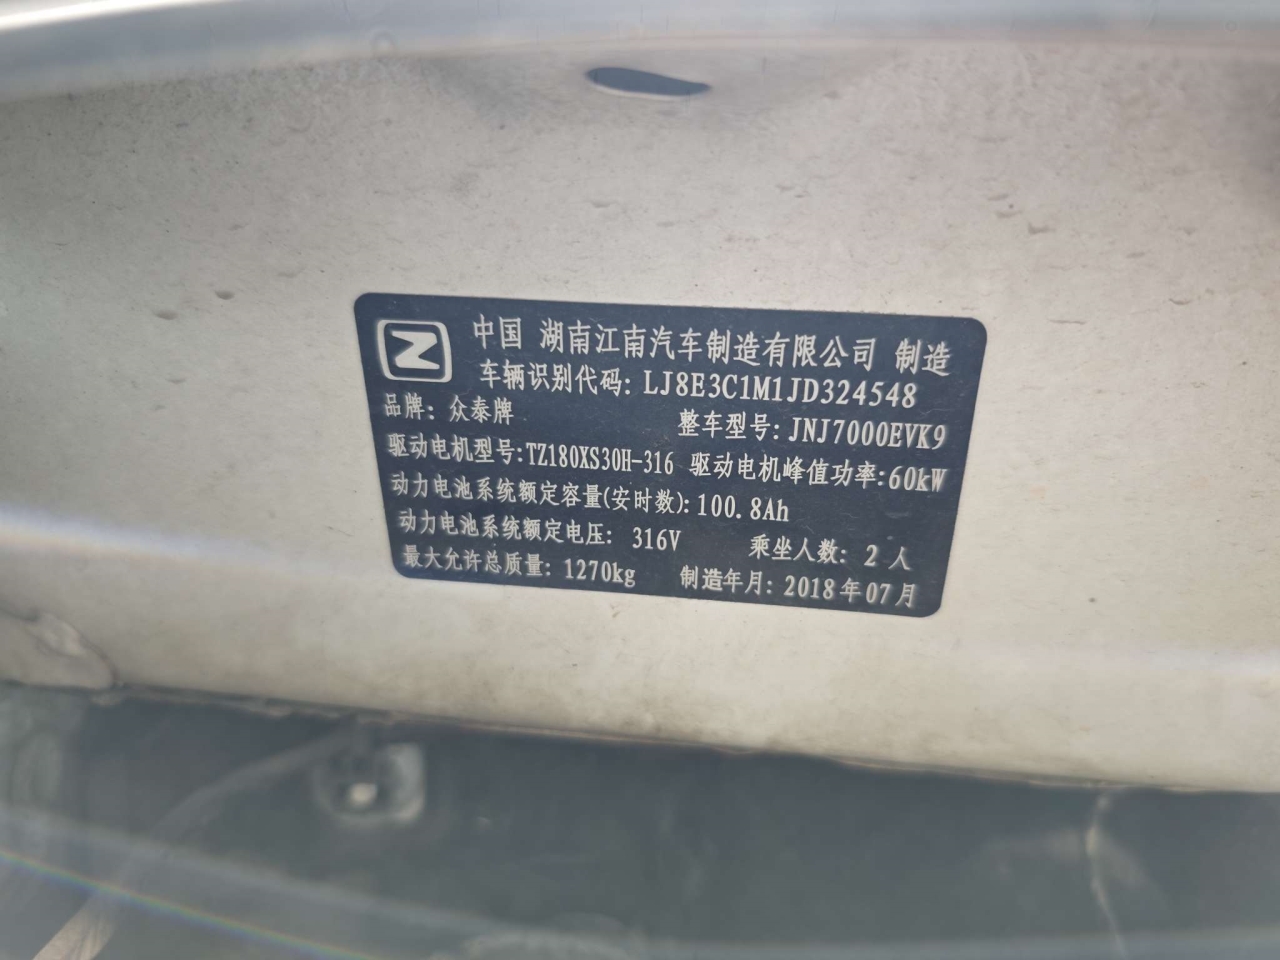 中国 湖南江南汽车制造有限公司 制造
车辆识别代码: LJ8E3C1M1JD324548
品牌: 众泰牌 整车型号: JNJ7000EVK9
驱动电机型号:TZ180XS30H-316 驱动电机峰值功率:60kW
动力电池系统额定容量(安时数): 100.8Ah
动力电池系统额定电压: 316V 乘坐人数: 2 人
最大允许总质量: 1270kg 制造年月: 2018年07月